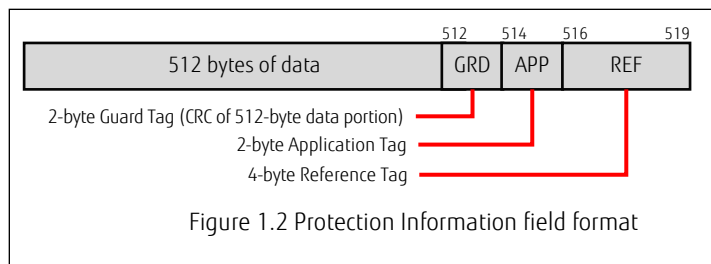 512 514 516 519
512 bytes of data GRD APP REF
2-byte Guard Tag (CRC of 512-byte data portion)
2-byte Application Tag
4-byte Reference Tag
Figure 1.2 Protection Information field format